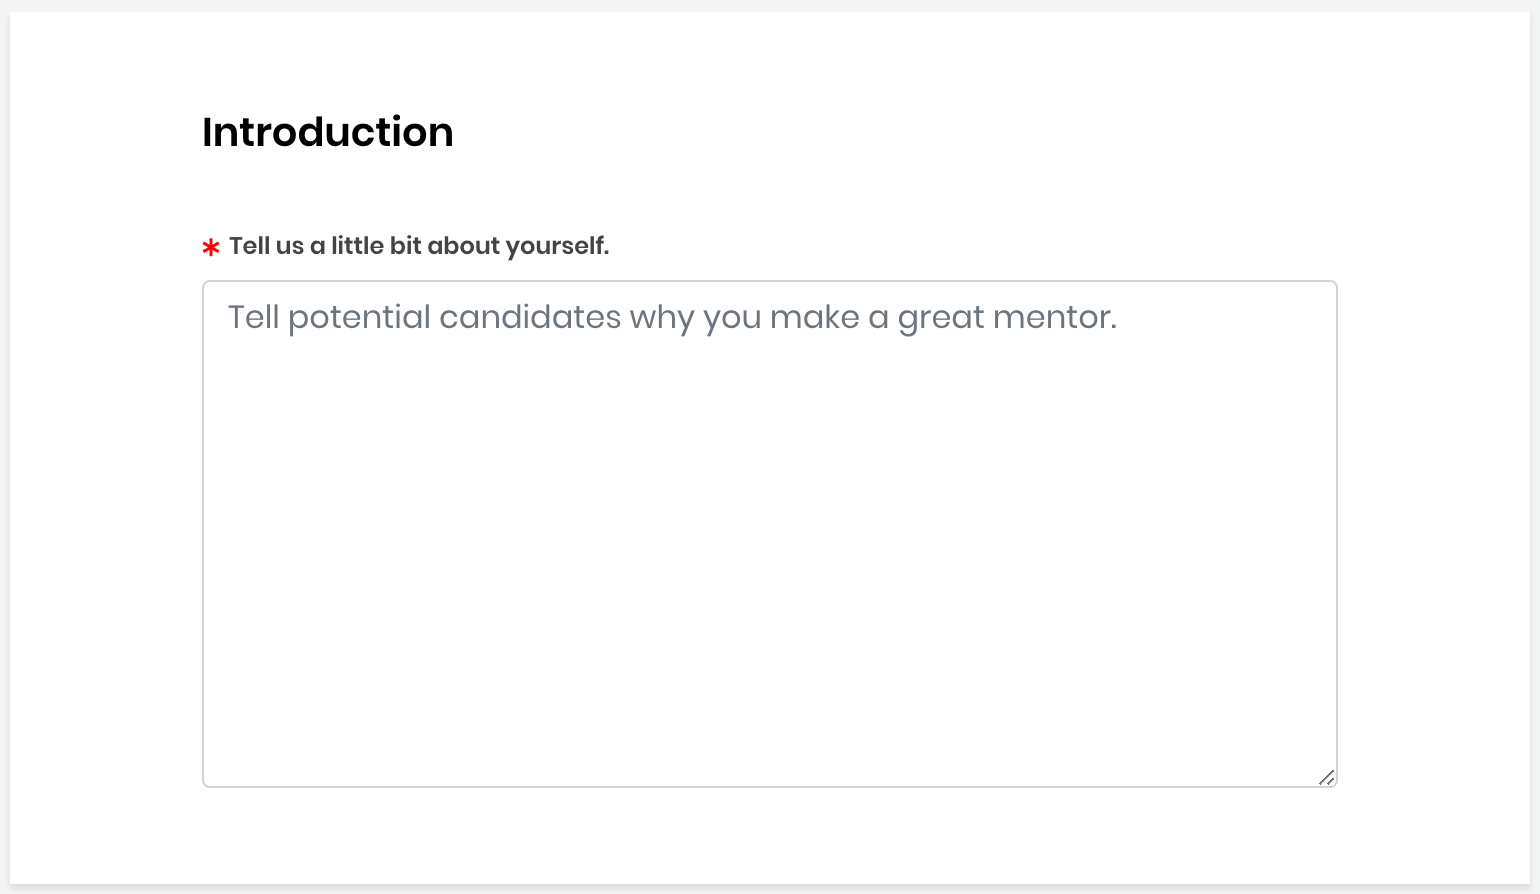 Introduction
* Tell us a little bit about yourself.
Tell potential candidates why you make a great mentor.